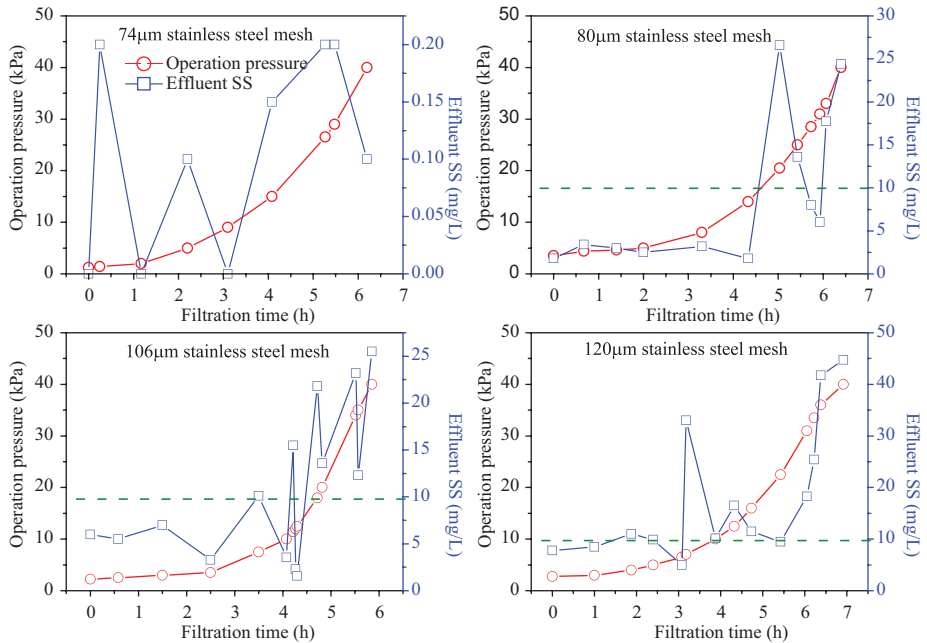 74μm stainless steel mesh
Operation pressure
Effluent SS
Operation pressure (kPa)
50
40
30
20
10
0
0 1 2 3 4 5 6 7
Filtration time (h)
0.20
0.15
0.10
0.05
0.00
Effluent SS (mg/L)
80μm stainless steel mesh
Operation pressure (kPa)
50
40
30
20
10
0
0 1 2 3 4 5 6 7
Filtration time (h)
30
25
20
15
10
5
0
Effluent SS (mg/L)
106μm stainless steel mesh
Operation pressure (kPa)
50
40
30
20
10
0
0 1 2 3 4 5 6
Filtration time (h)
25
20
15
10
5
0
Effluent SS (mg/L)
120μm stainless steel mesh
Operation pressure (kPa)
50
40
30
20
10
0
0 1 2 3 4 5 6 7
Filtration time (h)
50
40
30
20
10
0
Effluent SS (mg/L)